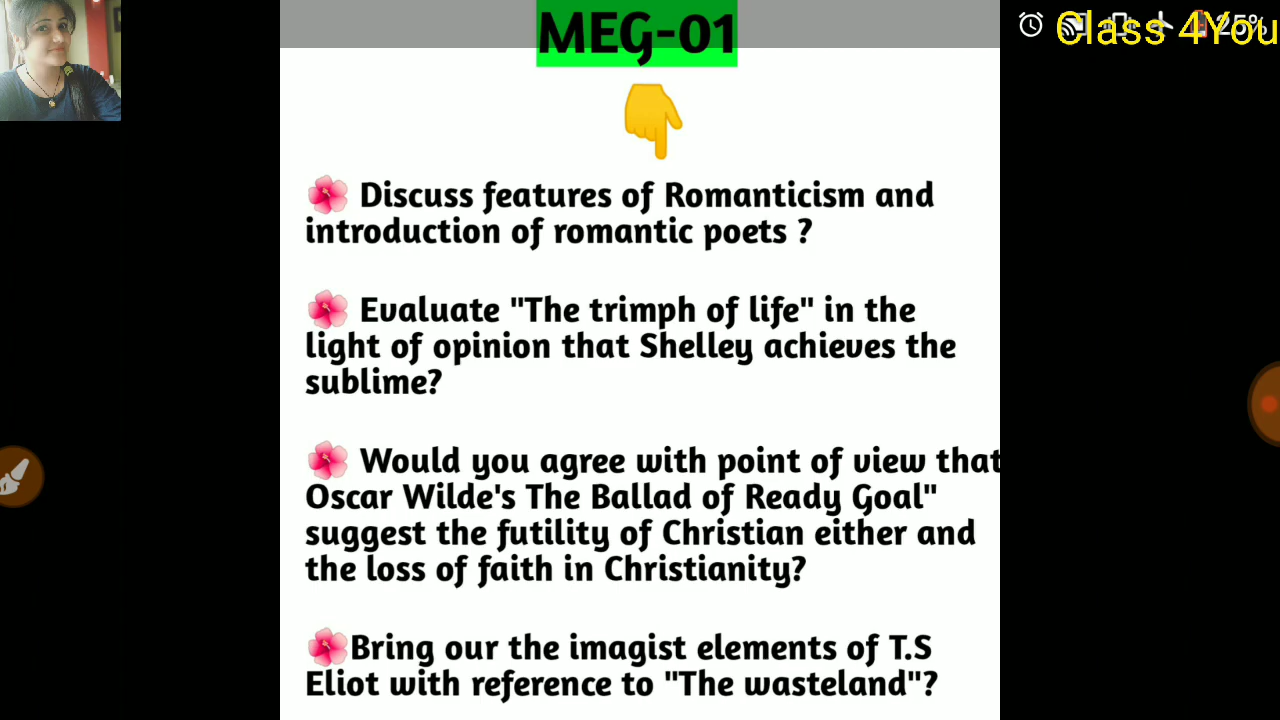 MEG-01
Class 4You
25%
Discuss features of Romanticism and
introduction of romantic poets ?
Evaluate "The trimph of life" in the
light of opinion that Shelley achieves the
sublime?
Would you agree with point of view that
Oscar Wilde's The Ballad of Ready Goal"
suggest the futility of Christian either and
the loss of faith in Christianity?
Bring our the imagist elements of T.S
Eliot with reference to "The wasteland"?